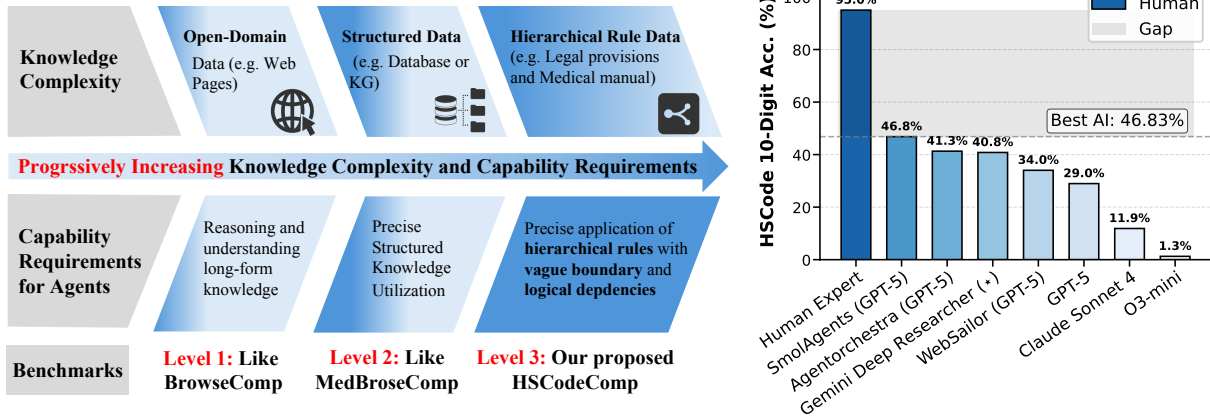 Knowledge
Complexity
Open-Domain
Data (e.g. Web
Pages)
Structured Data
(e.g. Database or
KG)
Hierarchical Rule Data
(e.g. Legal provisions
and Medical manual)
Progrssively Increasing Knowledge Complexity and Capability Requirements
Capability
Requirements
for Agents
Reasoning and
understanding
long-form
knowledge
Precise
Structured
Knowledge
Utilization
Precise application of
hierarchical rules with
vague boundary and
logical depdencies
Benchmarks
Level 1: Like
BrowseComp
Level 2: Like
MedBroseComp
Level 3: Our proposed
HSCodeComp
HSCode 10-Digit Acc. (%)
100
80
60
40
20
0
Human
Gap
Best AI: 46.83%
95.0%
46.8%
41.3%
40.8%
34.0%
29.0%
11.9%
1.3%
Human Expert
SmolAgents (GPT-5)
Agentorchestra (GPT-5)
Gemini Deep Researcher (⋆)
WebSailor (GPT-5)
GPT-5
Claude Sonnet 4
O3-mini